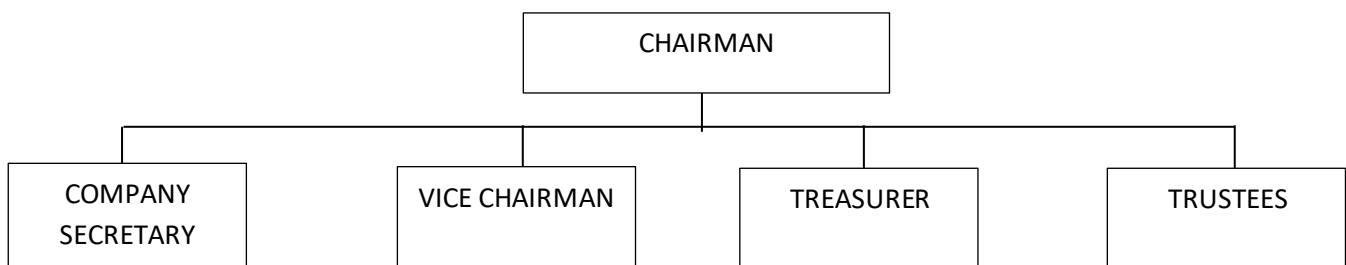 CHAIRMAN
COMPANY
SECRETARY
VICE CHAIRMAN
TREASURER
TRUSTEES